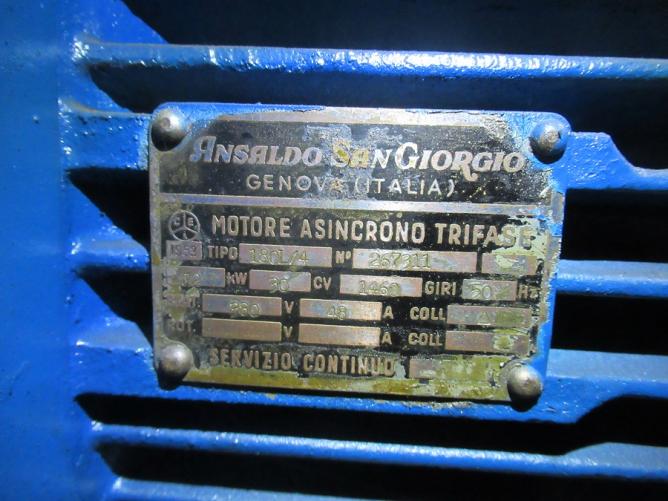 ANSALDO SAN GIORGIO
GENOVA (ITALIA)
MOTORE ASINCRONO TRIFASE
TIPO 180L/4 Nº 267311
22 KW 30 CV 1460 GIRI 50 Hz
V 48 A COLL
ROT. V A COLL
SERVIZIO CONTINUO